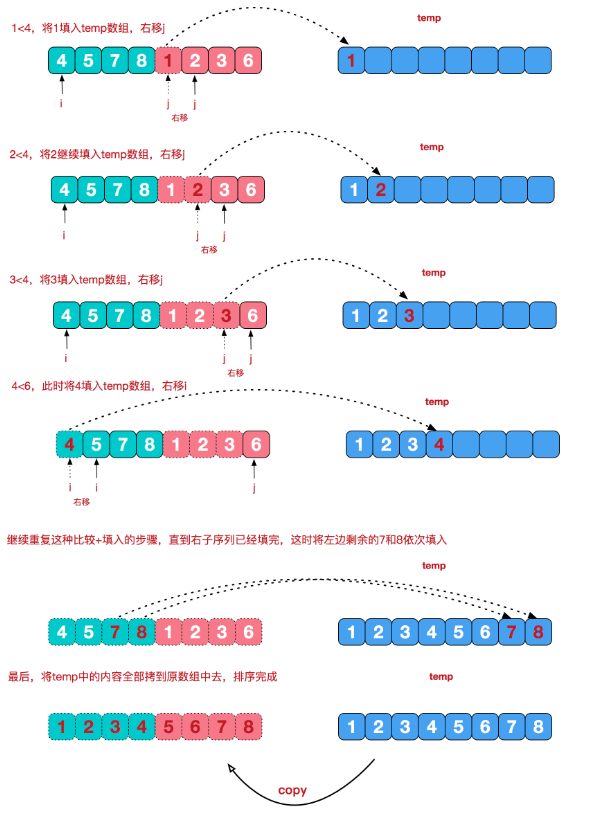 1<4，将1填入temp数组，右移j
temp
4 5 7 8 1 2 3 6
1
i j j
右移
2<4，将2继续填入temp数组，右移j
temp
4 5 7 8 1 2 3 6
1 2
i j j
右移
3<4，将3填入temp数组，右移j
temp
4 5 7 8 1 2 3 6
1 2 3
i j j
右移
4<6，此时将4填入temp数组，右移i
temp
4 5 7 8 1 2 3 6
1 2 3 4
i i j
右移
继续重复这种比较+填入的步骤，直到右子序列已经填完，这时将左边剩余的7和8依次填入
temp
4 5 7 8 1 2 3 6
1 2 3 4 5 6 7 8
最后，将temp中的内容全部拷到原数组中去，排序完成
temp
1 2 3 4 5 6 7 8
1 2 3 4 5 6 7 8
copy